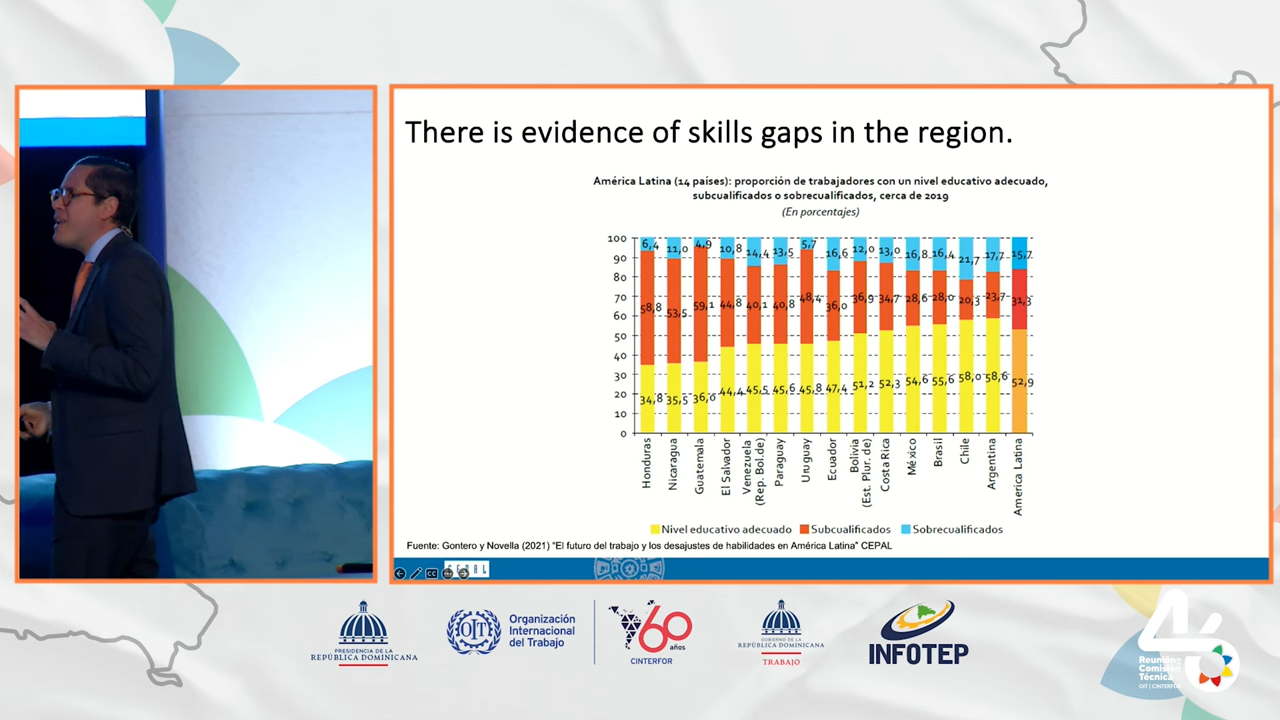 There is evidence of skills gaps in the region.
América Latina (14 países): proporción de trabajadores con un nivel educativo adecuado,
subcualificados o sobrecualificados, cerca de 2019
(En porcentajes)
100
90
80
70
60
50
40
30
20
10
0
6,4 11,0 4,9 10,8 14,4 13,5 5,7 16,6 12,0 13,0 16,8 16,4 21,7 17,7 15,7
58,8 53,5 59,1 44,8 40,1 40,8 48,4 36,0 36,9 34,7 28,6 28,0 20,3 23,7 31,3
34,8 35,5 36,0 44,4 45,5 45,6 45,8 47,4 51,2 52,3 54,6 55,6 58,0 58,6 52,9
Honduras
Nicaragua
Guatemala
El Salvador
Venezuela
(Rep. Bol.de)
Paraguay
Uruguay
Ecuador
Bolivia
(Est. Plur. de)
Costa Rica
México
Brasil
Chile
Argentina
America Latina
Nivel educativo adecuado Subcualificados Sobrecualificados
Fuente: Gontero y Novella (2021) "El futuro del trabajo y los desajustes de habilidades en América Latina" CEPAL
PRESIDENCIA DE LA
REPÚBLICA DOMINICANA
OIT
Organización
Internacional
del Trabajo
60
años
CINTERFOR
GOBIERNO DE LA
REPÚBLICA DOMINICANA
TRABAJO
INFOTEP
46
Reunión
Comisión
Técnica
OIT | CINTERFOR